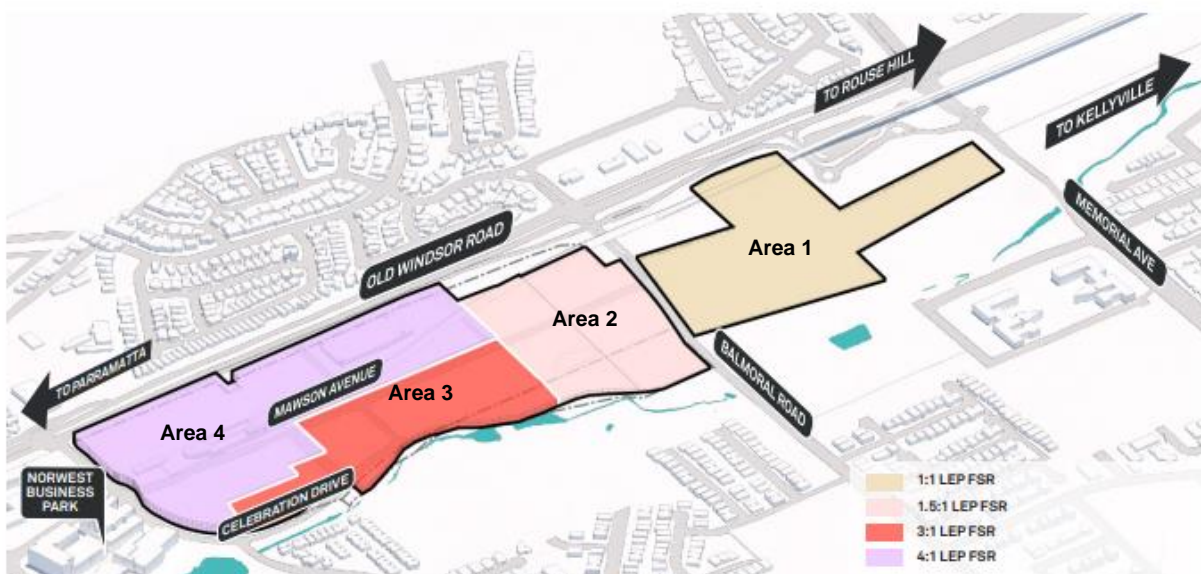 TO ROUSE HILL
TO KELLYVILLE
MEMORIAL AVE
OLD WINDSOR ROAD
Area 1
Area 2
BALMORAL ROAD
TO PARRAMATTA
MAWSON AVENUE
Area 3
Area 4
NORWEST
BUSINESS
PARK
CELEBRATION DRIVE
1:1 LEP FSR
1.5:1 LEP FSR
3:1 LEP FSR
4:1 LEP FSR